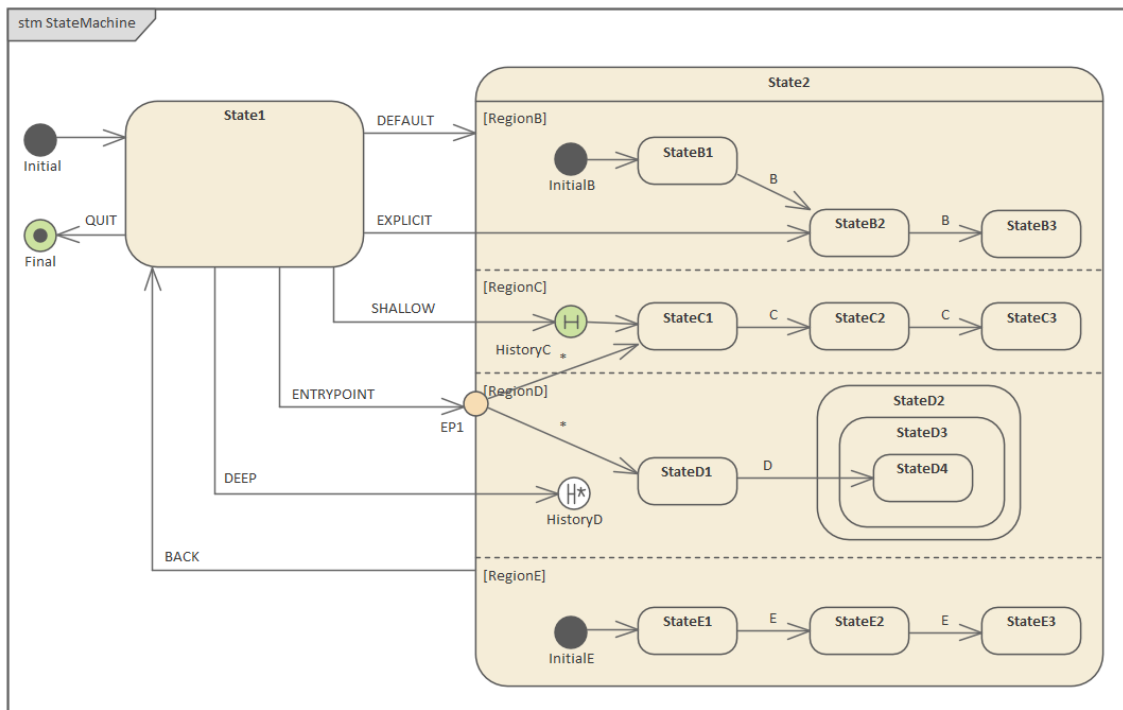 stm StateMachine
State2
State1
[RegionB]
DEFAULT
Initial
StateB1
InitialB
B
QUIT
EXPLICIT
StateB2
B
StateB3
Final
[RegionC]
SHALLOW
H
StateC1
C
StateC2
C
StateC3
HistoryC
*
[RegionD]
ENTRYPOINT
EP1
*
StateD2
StateD3
StateD1
D
StateD4
DEEP
H*
HistoryD
BACK
[RegionE]
StateE1
E
StateE2
E
StateE3
InitialE